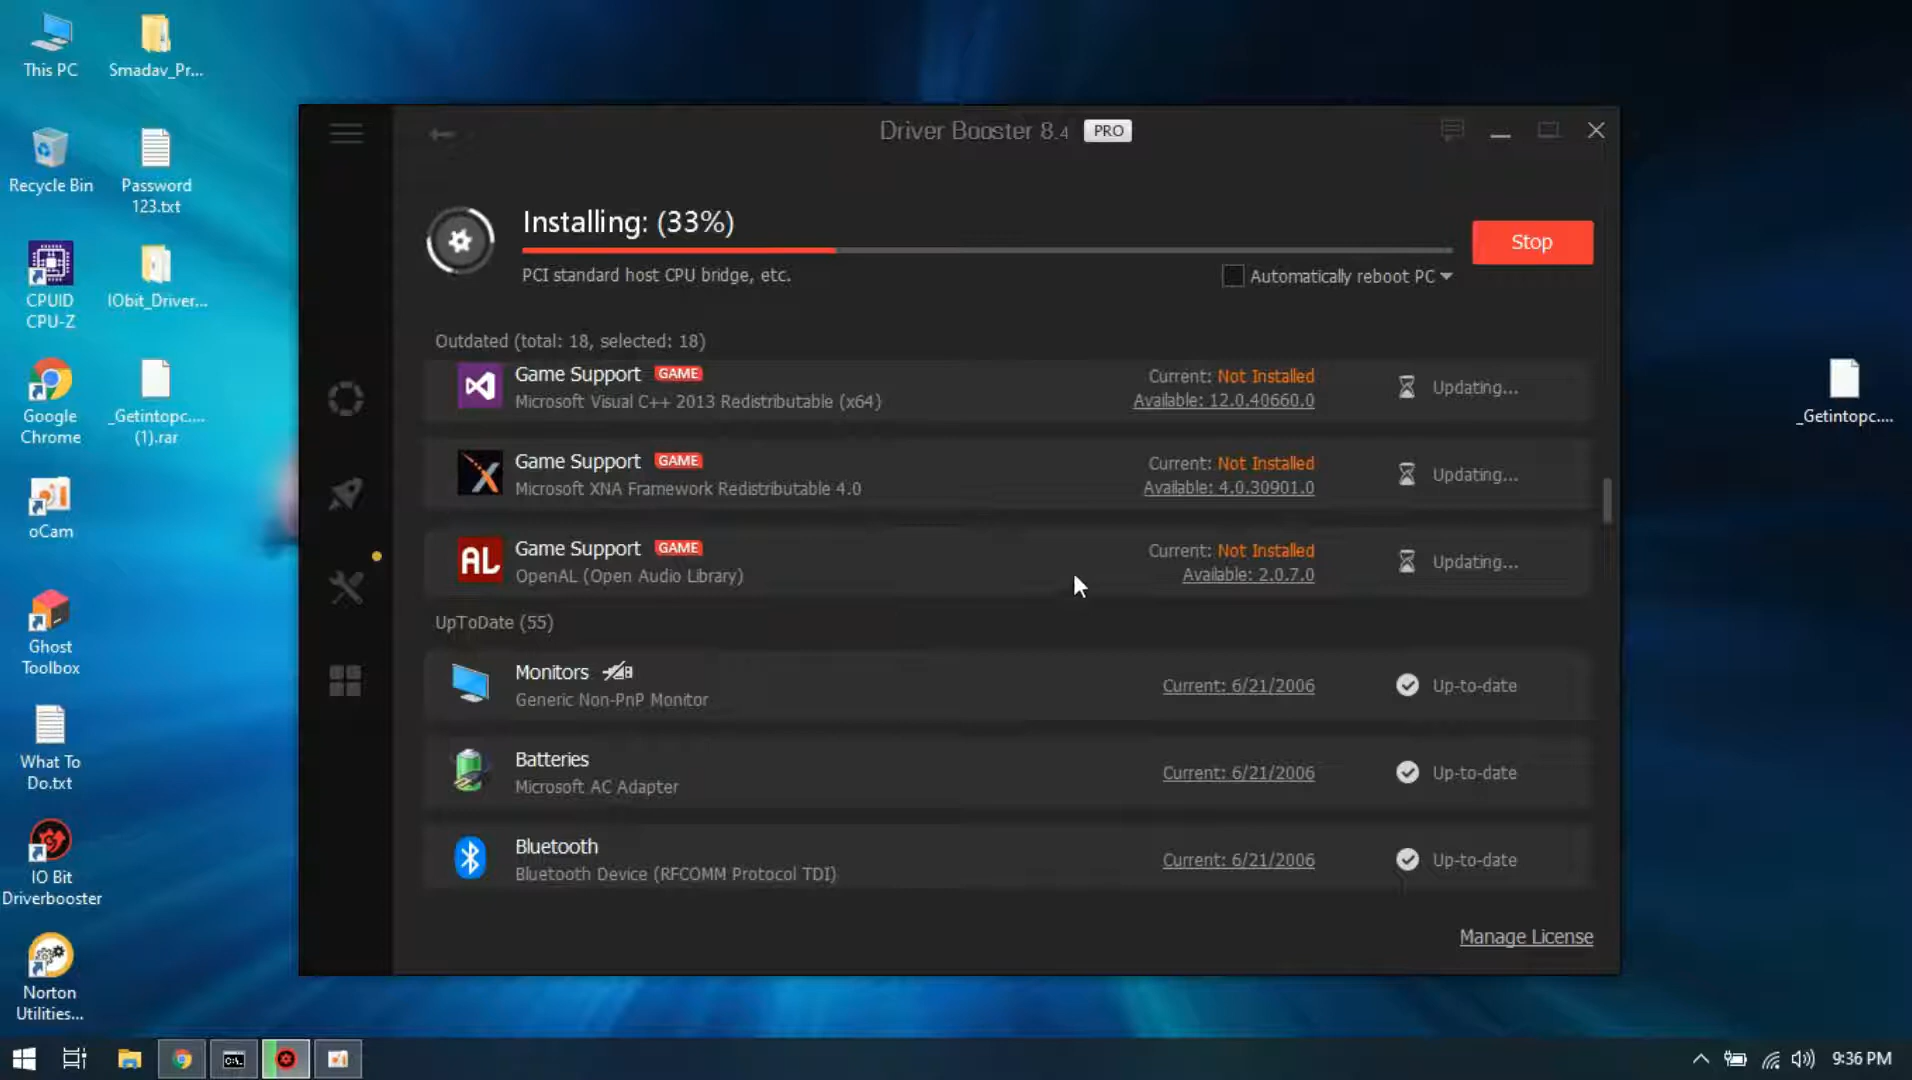 This PC
Smadav_Pr...
Recycle Bin
Password
123.txt
CPUID
CPU-Z
IObit_Driver...
Google
Chrome
_Getintopc....
(1).rar
oCam
Ghost
Toolbox
What To
Do.txt
IO Bit
Driverbooster
Norton
Utilities...
_Getintopc....
Driver Booster 8.4 PRO
Installing: (33%)
Stop
PCI standard host CPU bridge, etc.
Automatically reboot PC
Outdated (total: 18, selected: 18)
Game Support GAME
Microsoft Visual C++ 2013 Redistributable (x64)
Current: Not Installed
Available: 12.0.40660.0
Updating...
Game Support GAME
Microsoft XNA Framework Redistributable 4.0
Current: Not Installed
Available: 4.0.30901.0
Updating...
AL
Game Support GAME
OpenAL (Open Audio Library)
Current: Not Installed
Available: 2.0.7.0
Updating...
UpToDate (55)
Monitors
Generic Non-PnP Monitor
Current: 6/21/2006
Up-to-date
Batteries
Microsoft AC Adapter
Current: 6/21/2006
Up-to-date
Bluetooth
Bluetooth Device (RFCOMM Protocol TDI)
Current: 6/21/2006
Up-to-date
Manage License
9:36 PM